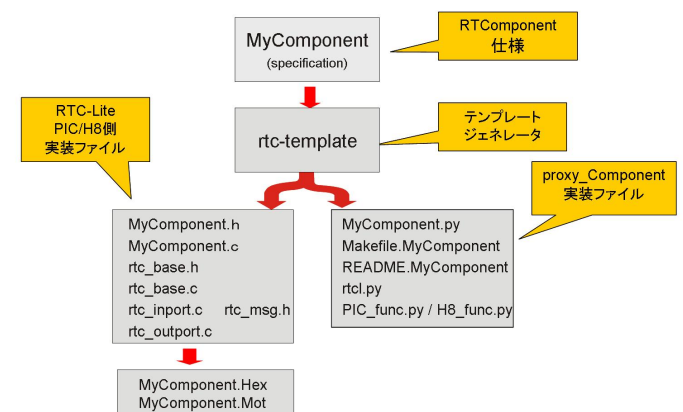 MyComponent
(specification)
RTComponent
仕様
rtc-template
テンプレート
ジェネレータ
RTC-Lite
PIC/H8側
実装ファイル
proxy_Component
実装ファイル
MyComponent.h
MyComponent.c
rtc_base.h
rtc_base.c
rtc_inport.c rtc_msg.h
rtc_outport.c
MyComponent.py
Makefile.MyComponent
README.MyComponent
rtcl.py
PIC_func.py / H8_func.py
MyComponent.Hex
MyComponent.Mot